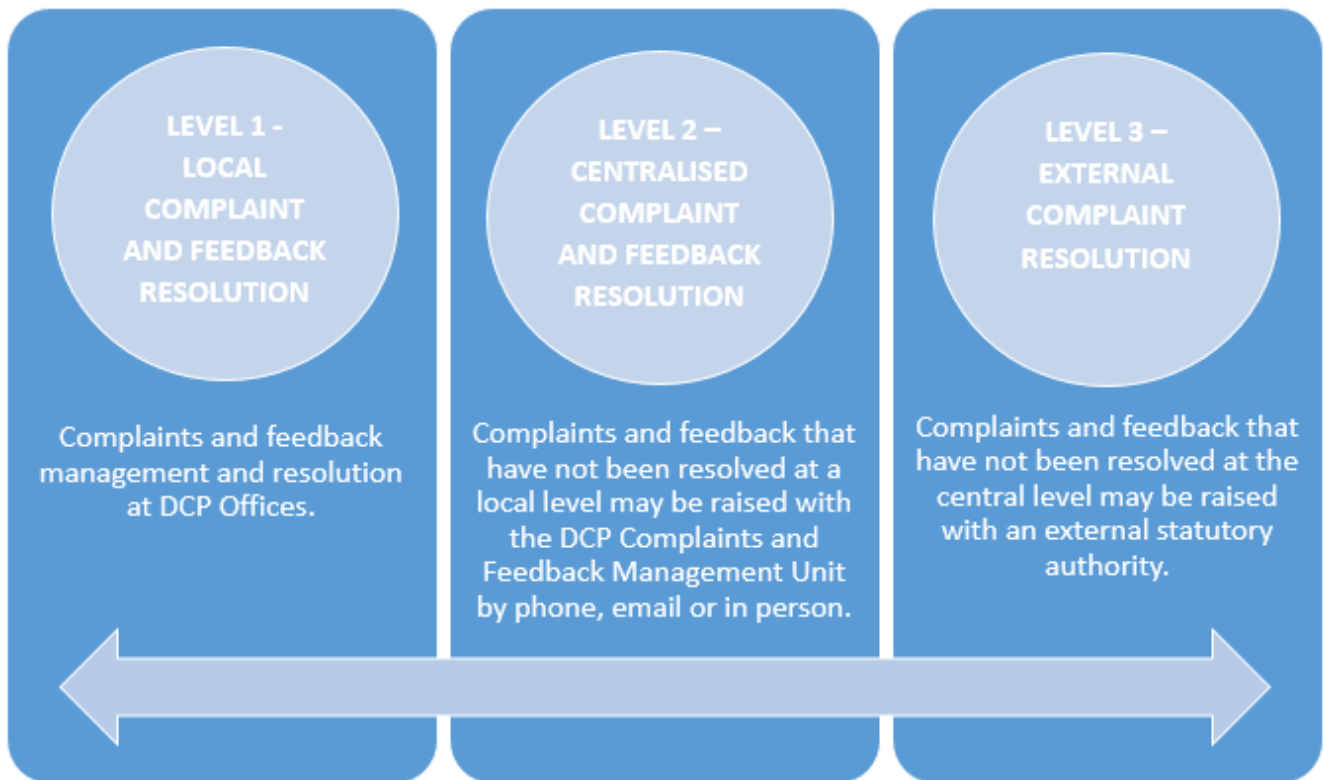 LEVEL 1 -
LOCAL
COMPLAINT
AND FEEDBACK
RESOLUTION
Complaints and feedback
management and resolution
at DCP Offices.
LEVEL 2 –
CENTRALISED
COMPLAINT
AND FEEDBACK
RESOLUTION
Complaints and feedback that
have not been resolved at a
local level may be raised with
the DCP Complaints and
Feedback Management Unit
by phone, email or in person.
LEVEL 3 –
EXTERNAL
COMPLAINT
RESOLUTION
Complaints and feedback that
have not been resolved at the
central level may be raised
with an external statutory
authority.